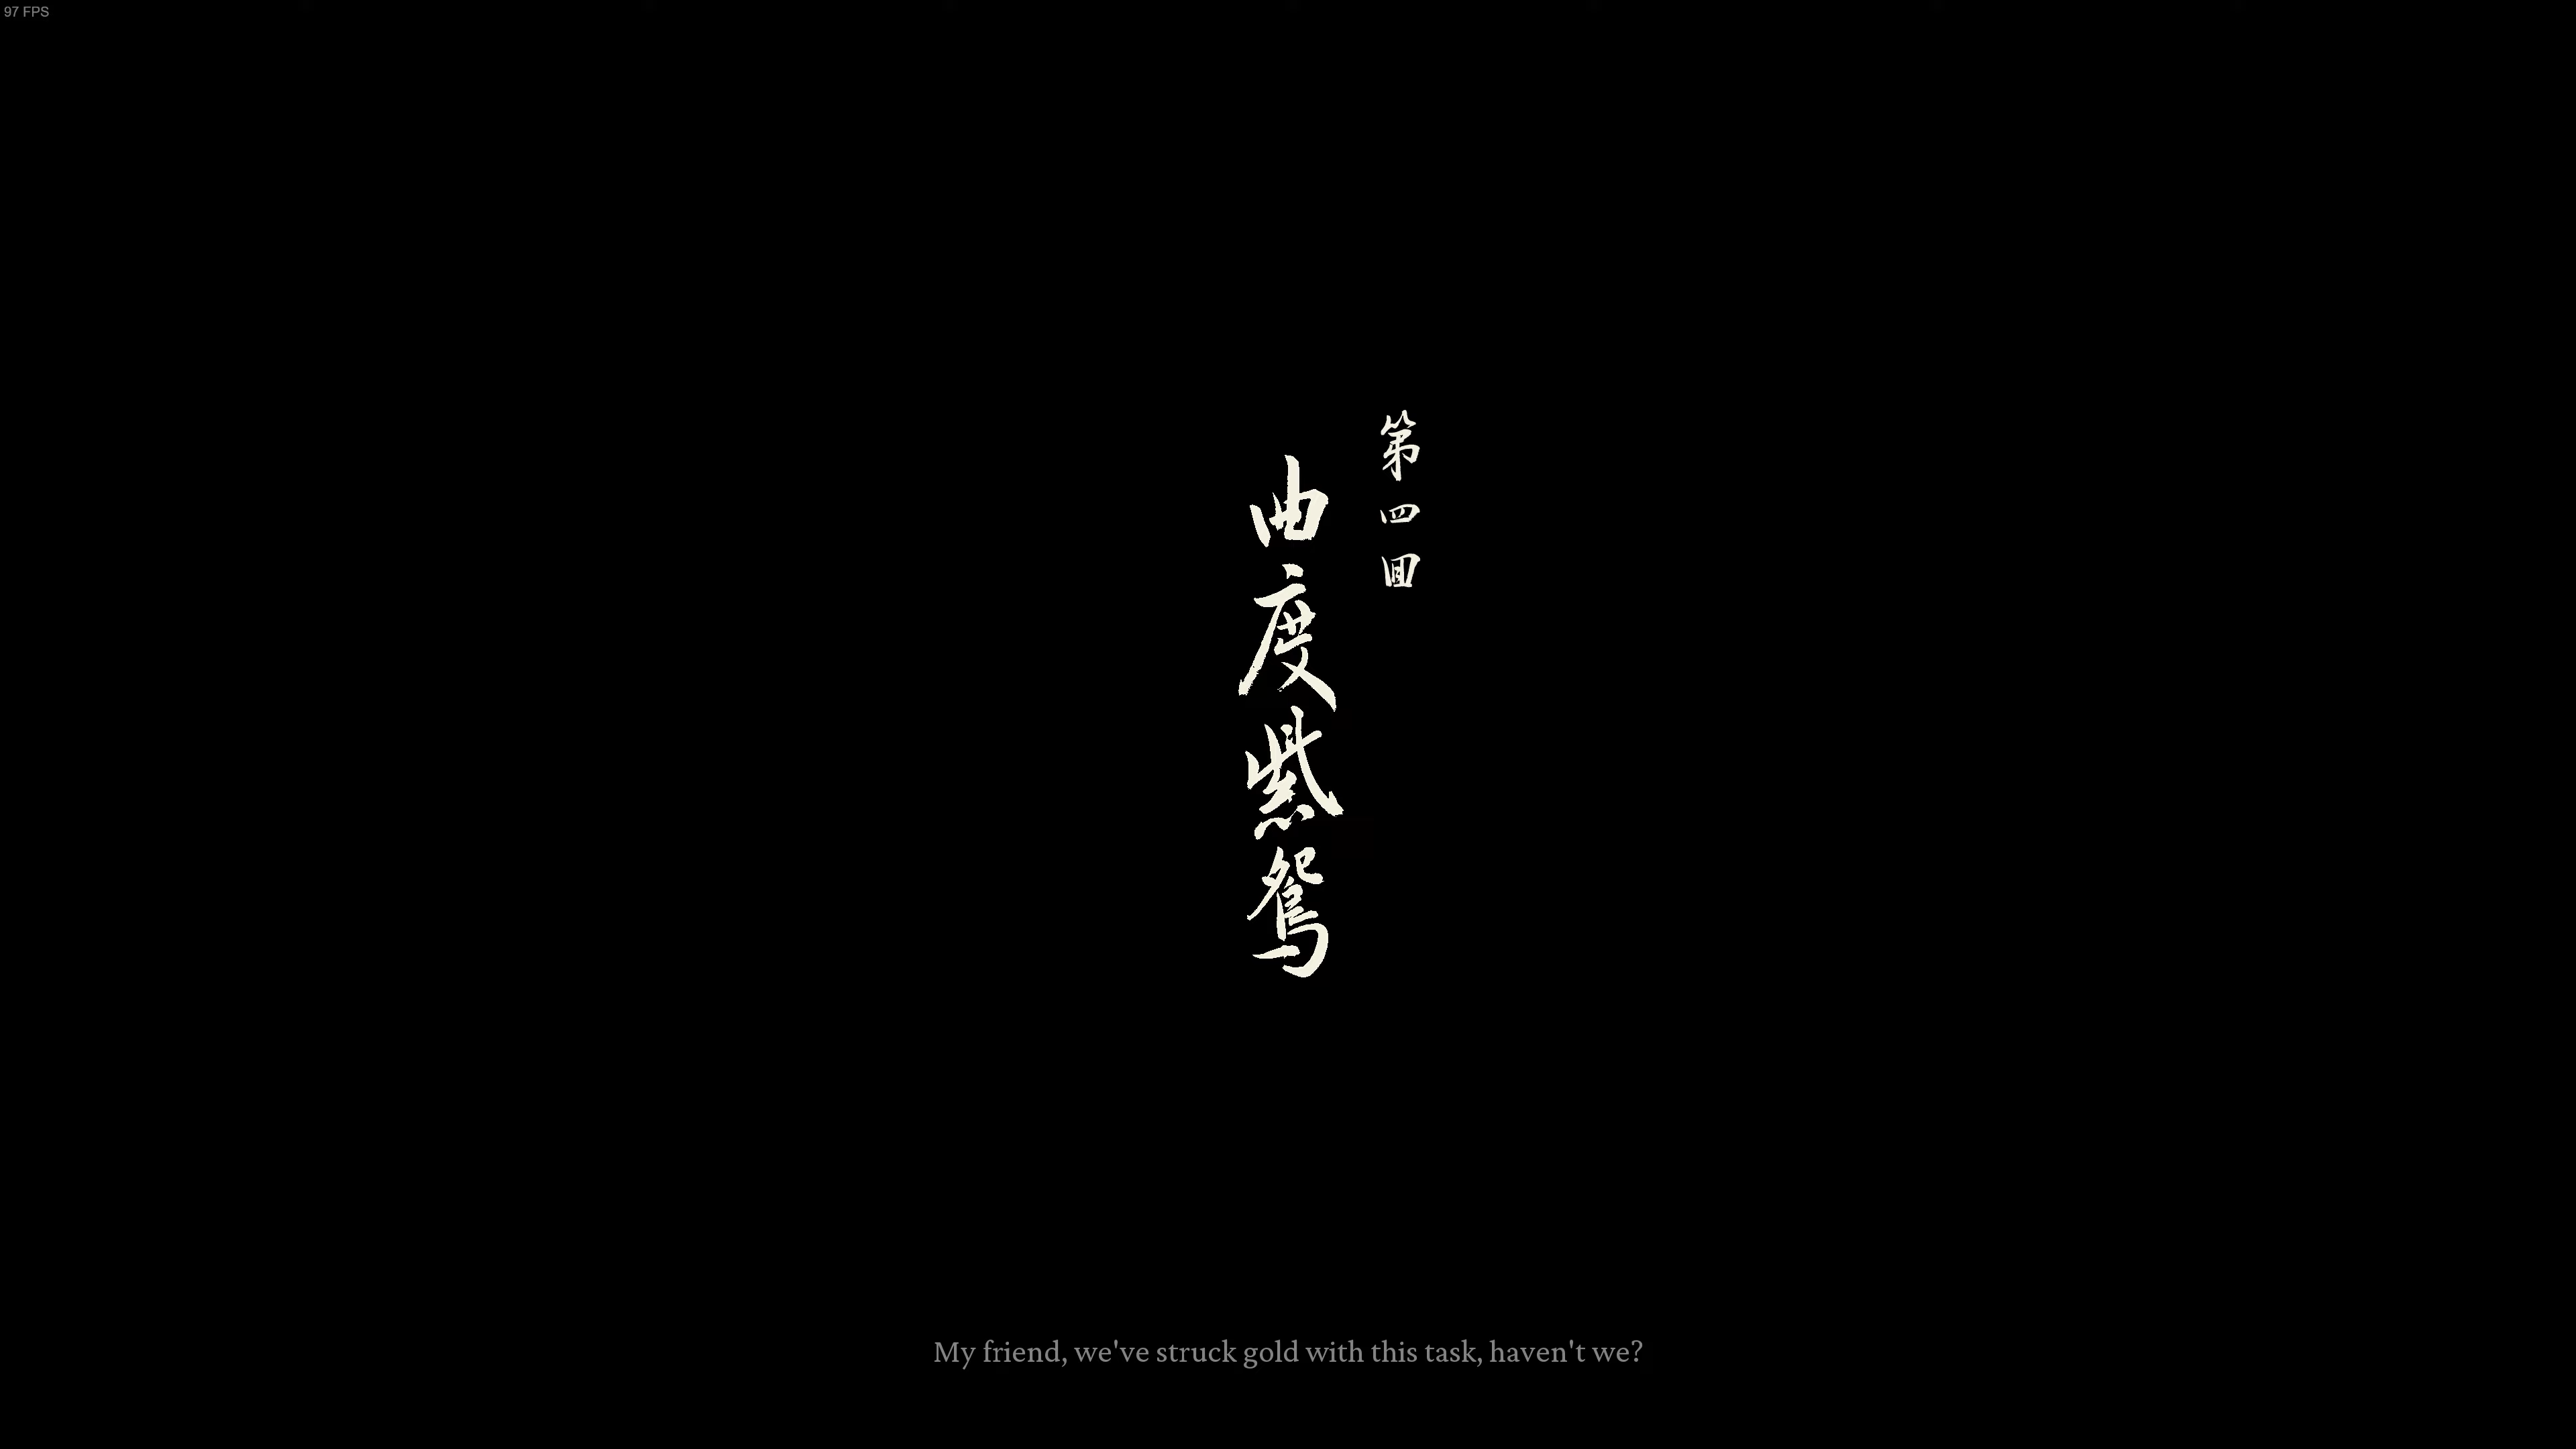 97 FPS
第四回
曲度紫鸳
My friend, we've struck gold with this task, haven't we?